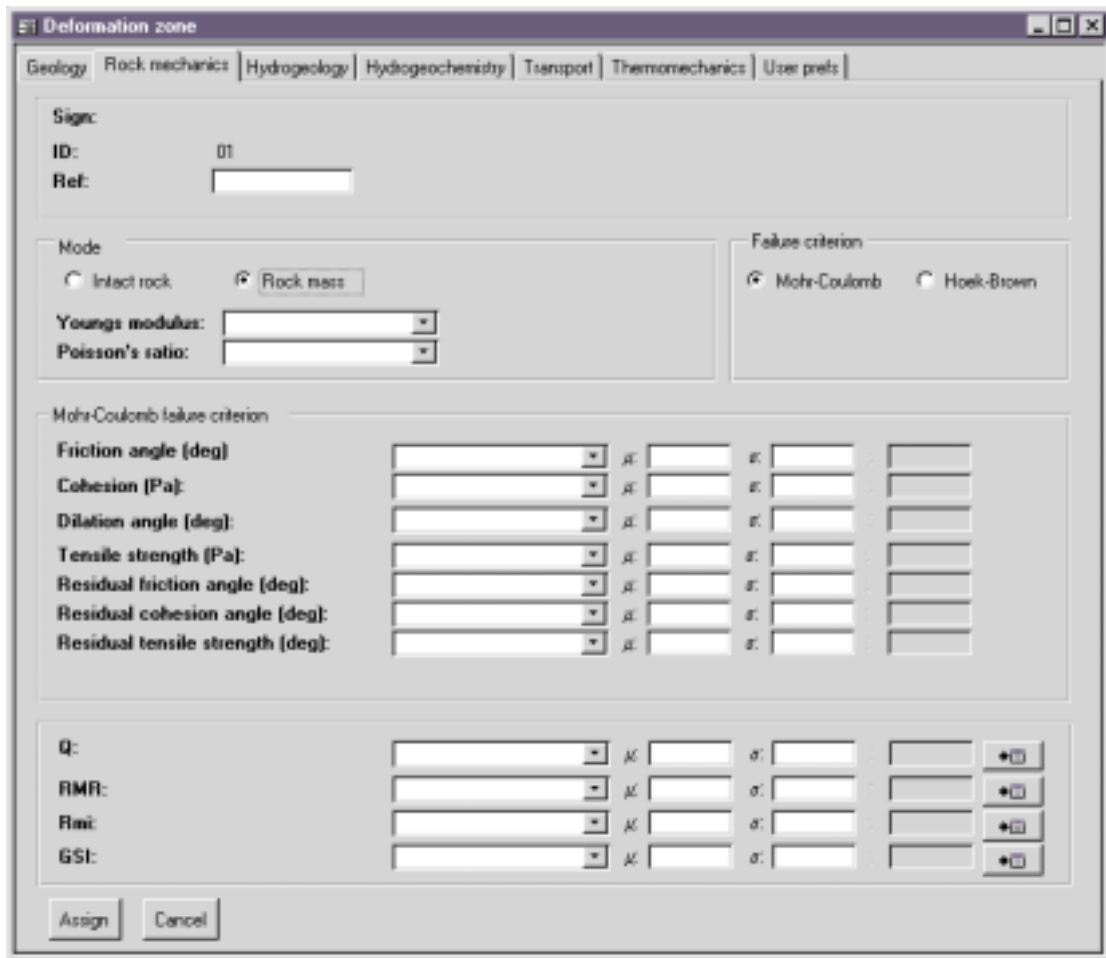 Deformation zone
Geology Rock mechanics Hydrogeology Hydrogeochemistry Transport Thermomechanics User prefs
Sign:
ID: 01
Ref:
Mode
Intact rock Rock mass
Youngs modulus:
Poisson's ratio:
Failure criterion
Mohr-Coulomb Hoek-Brown
Mohr-Coulomb failure criterion
Friction angle (deg) μ: σ: :
Cohesion (Pa): μ: σ: :
Dilation angle (deg): μ: σ: :
Tensile strength (Pa): μ: σ: :
Residual friction angle (deg): μ: σ: :
Residual cohesion angle (deg): μ: σ: :
Residual tensile strength (deg): μ: σ: :
Q: μ: σ: :
RMR: μ: σ: :
Rmi: μ: σ: :
GSI: μ: σ: :
Assign Cancel